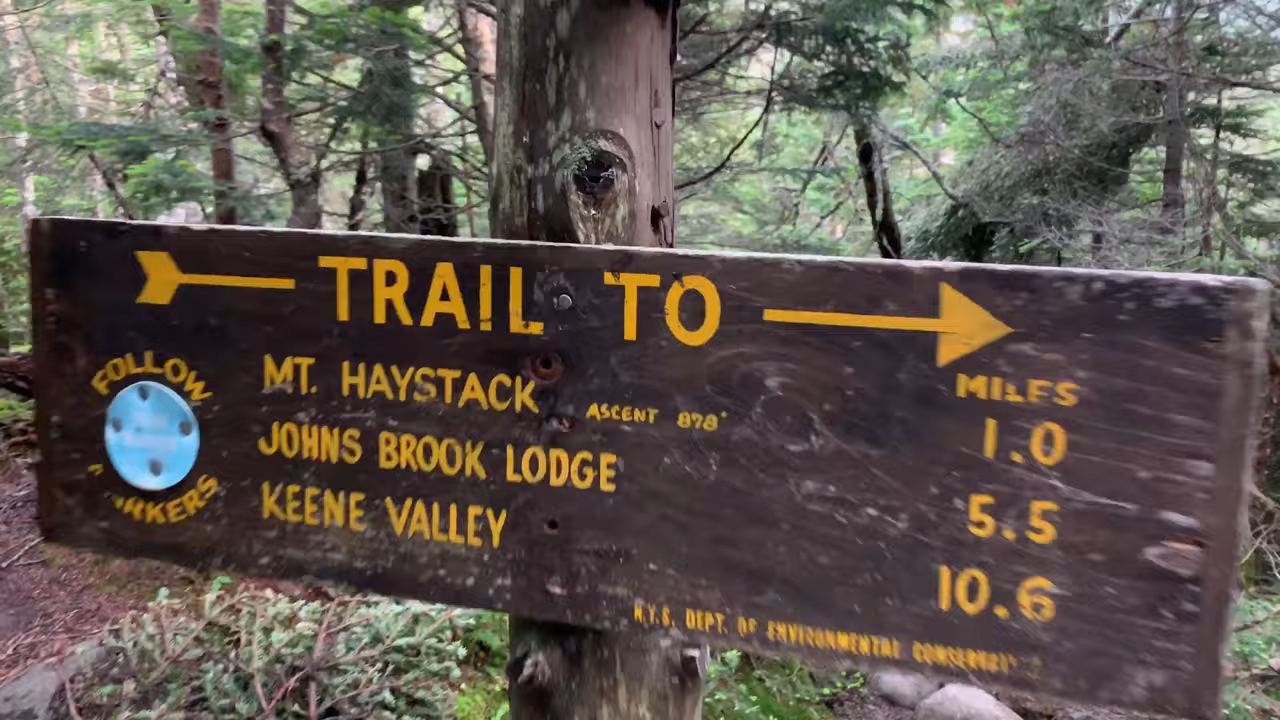 TRAIL TO
MILES
FOLLOW
MT. HAYSTACK ASCENT 878' 1.0
JOHNS BROOK LODGE 5.5
KEENE VALLEY 10.6
N.Y.S. DEPT. OF ENVIRONMENTAL